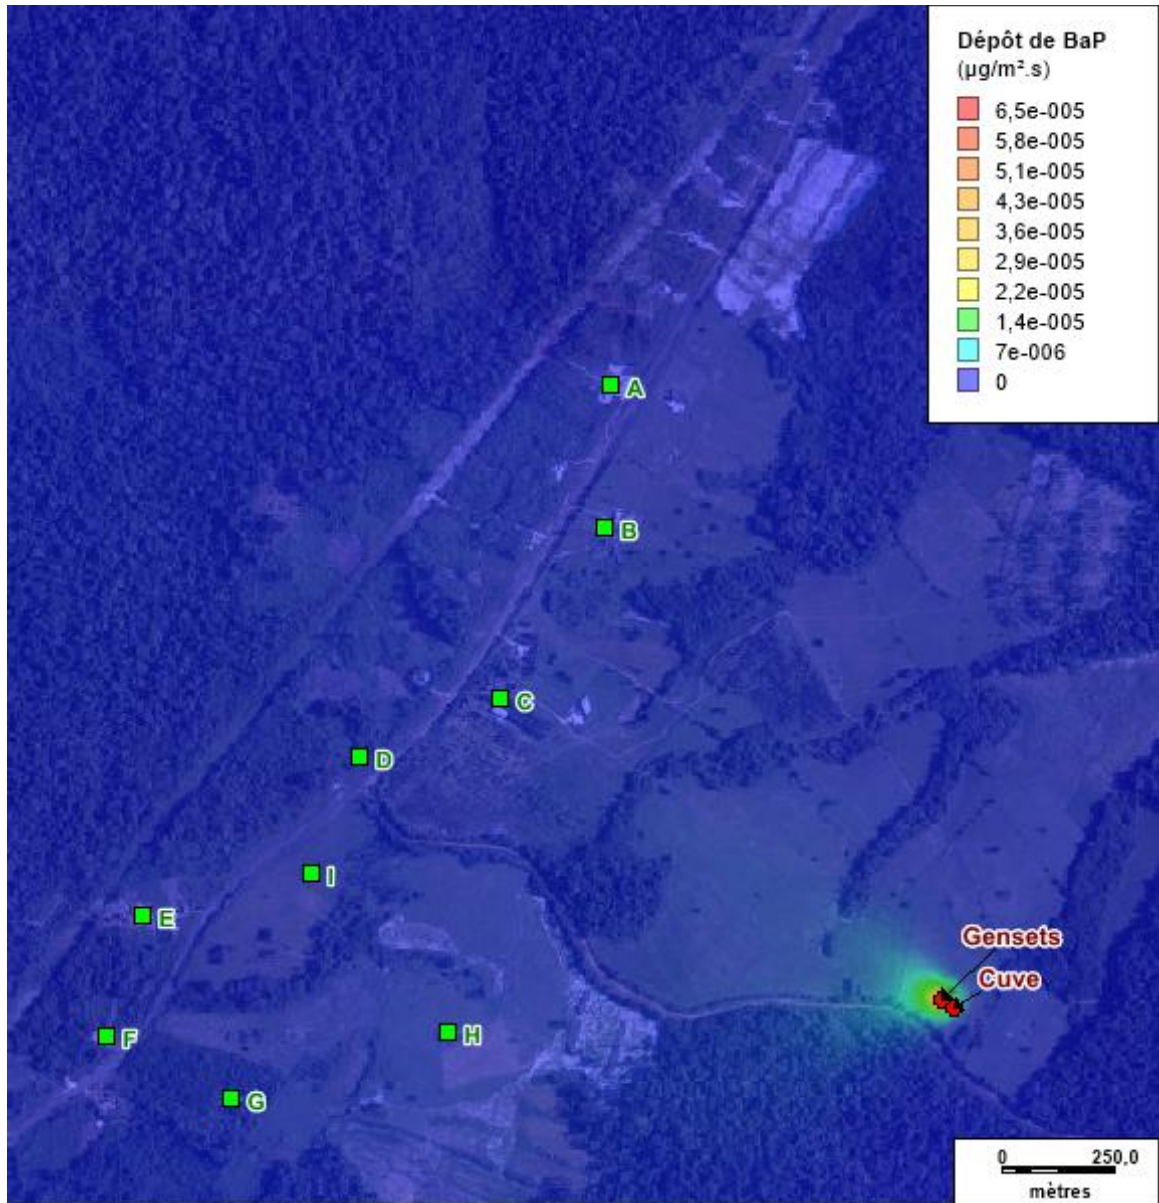 Dépôt de BaP
(µg/m².s)
6,5e-005
5,8e-005
5,1e-005
4,3e-005
3,6e-005
2,9e-005
2,2e-005
1,4e-005
7e-006
0
A
B
C
D
I
E
Gensets
Cuve
F
H
G
0 250,0
mètres